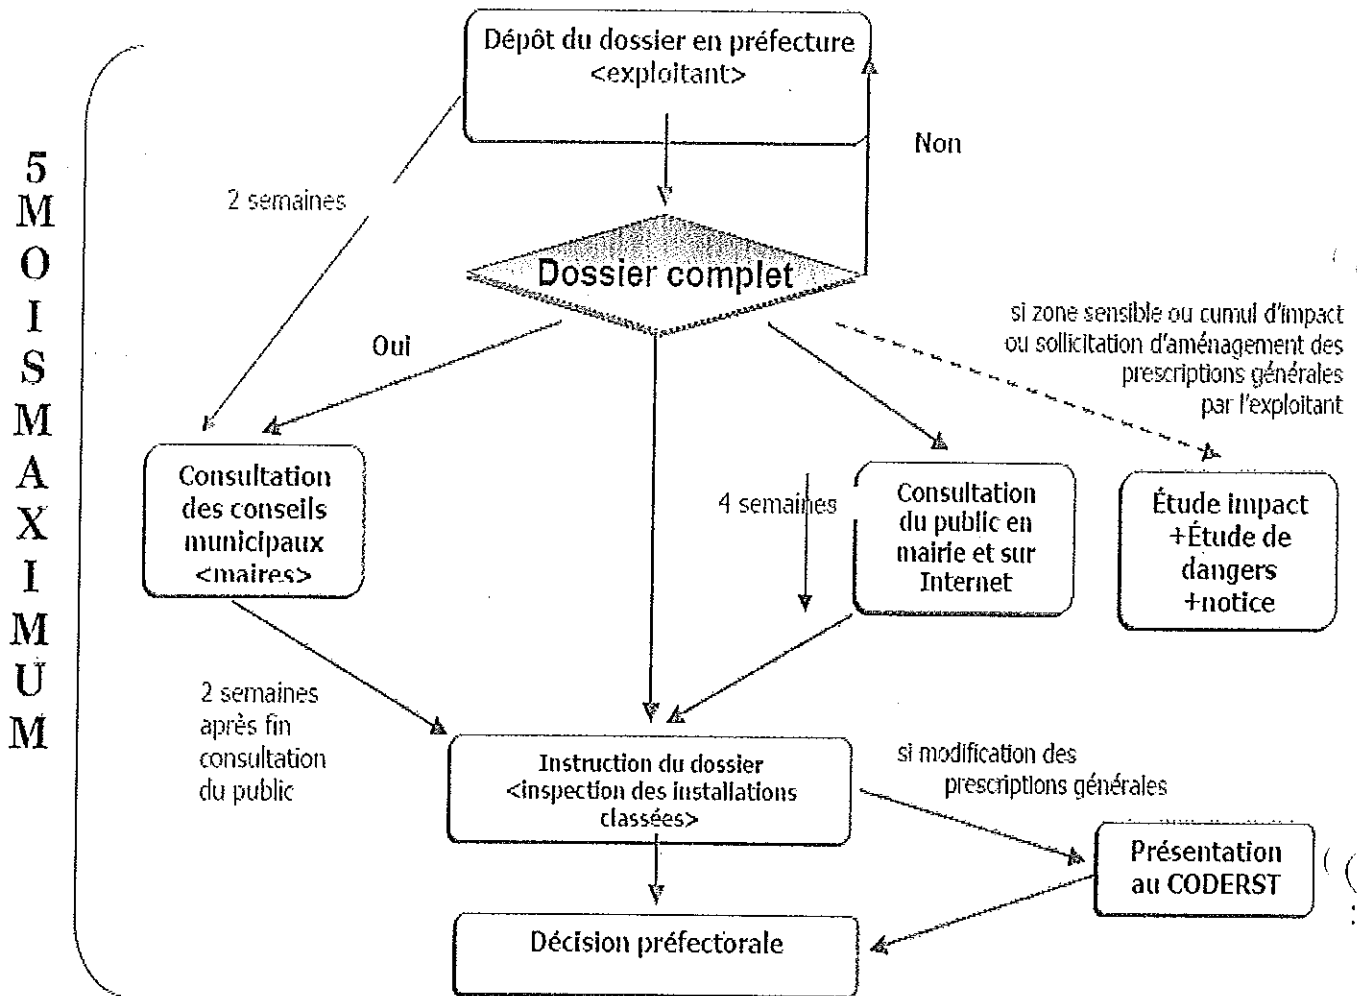 5
M
O
I
S
M
A
X
I
M
U
M
Dépôt du dossier en préfecture
<exploitant>
Non
2 semaines
Dossier complet
Oui
si zone sensible ou cumul d'impact
ou sollicitation d'aménagement des
prescriptions générales
par l'exploitant
Consultation
des conseils
municipaux
<maires>
4 semaines
Consultation
du public en
mairie et sur
Internet
Étude impact
+Étude de
dangers
+notice
2 semaines
après fin
consultation
du public
Instruction du dossier
<inspection des installations
classées>
si modification des
prescriptions générales
Présentation
au CODERST
Décision préfectorale